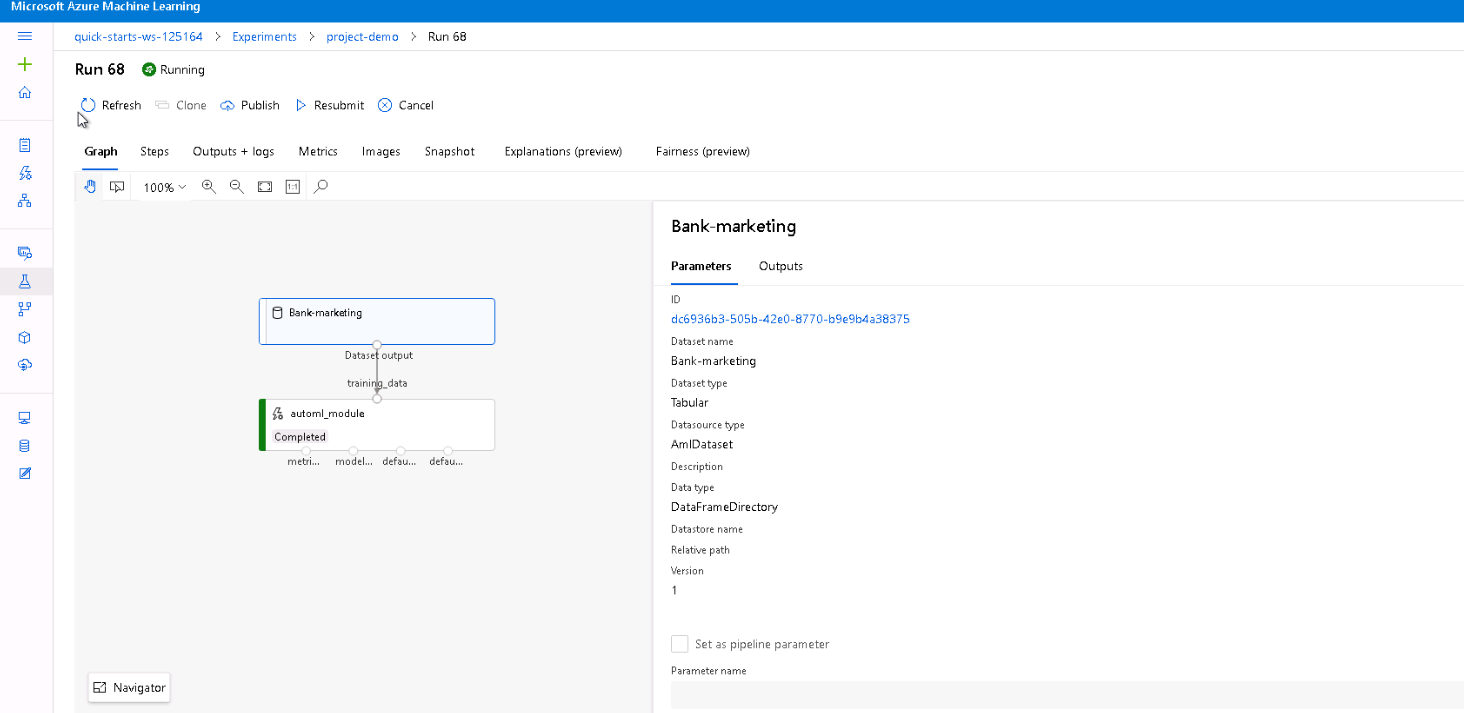 Microsoft Azure Machine Learning
quick-starts-ws-125164 > Experiments > project-demo > Run 68
Run 68 Running
Refresh Clone Publish Resubmit Cancel
Graph Steps Outputs + logs Metrics Images Snapshot Explanations (preview) Fairness (preview)
100% 1:1
Bank-marketing
Dataset output
training_data
automl_module
Completed
metri... model... defau... defau...
Navigator
Bank-marketing
Parameters Outputs
ID
dc6936b3-505b-42e0-8770-b9e9b4a38375
Dataset name
Bank-marketing
Dataset type
Tabular
Datasource type
AmlDataset
Description
Data type
DataFrameDirectory
Datastore name
Relative path
Version
1
Set as pipeline parameter
Parameter name